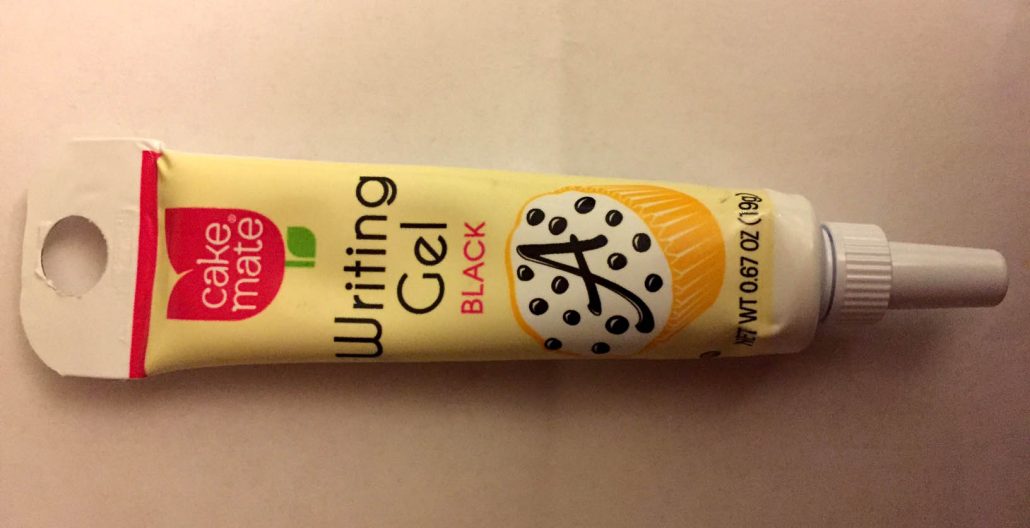 cake®
mate
Writing
Gel
BLACK
A
NET WT 0.67 OZ (19g)